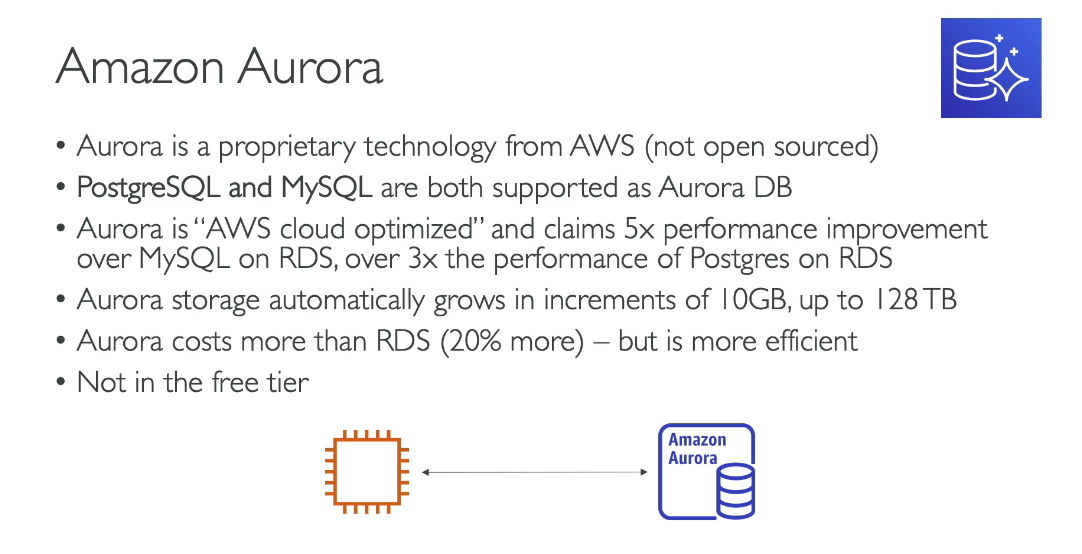 Amazon Aurora
• Aurora is a proprietary technology from AWS (not open sourced)
• PostgreSQL and MySQL are both supported as Aurora DB
• Aurora is “AWS cloud optimized” and claims 5x performance improvement
over MySQL on RDS, over 3x the performance of Postgres on RDS
• Aurora storage automatically grows in increments of 10GB, up to 128 TB
• Aurora costs more than RDS (20% more) – but is more efficient
• Not in the free tier
Amazon
Aurora